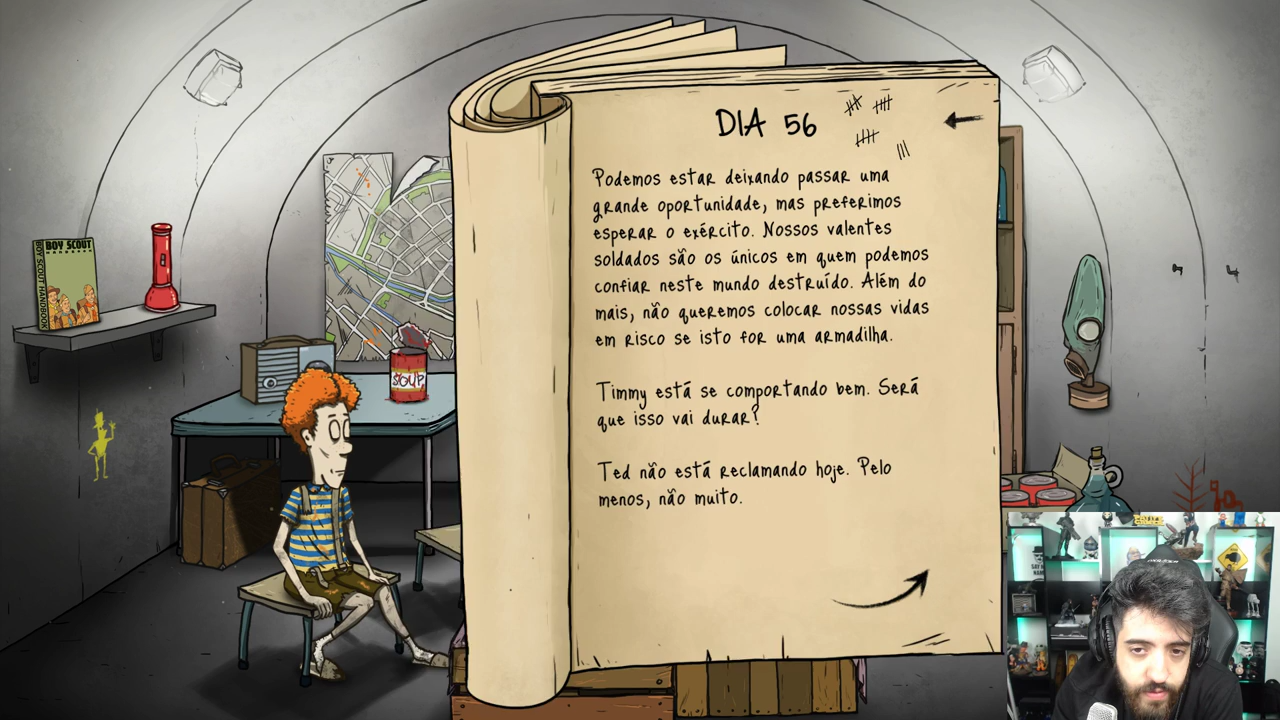 DIA 56
Podemos estar deixando passar uma
grande oportunidade, mas preferimos
esperar o exército. Nossos valentes
soldados são os únicos em quem podemos
confiar neste mundo destruído. Além do
mais, não queremos colocar nossas vidas
em risco se isto for uma armadilha.
Timmy está se comportando bem. Será
que isso vai durar?
Ted não está reclamando hoje. Pelo
menos, não muito.
BOY SCOUT
BOY SCOUT HANDBOOK
SOUP